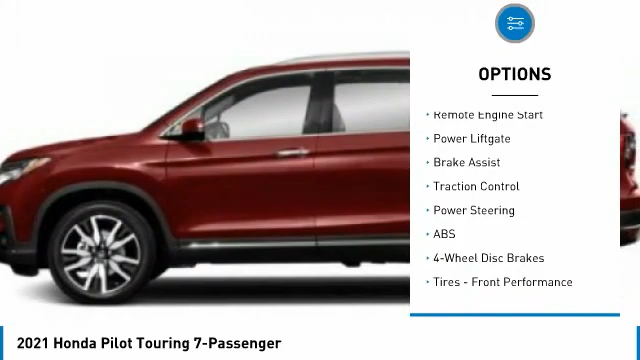 OPTIONS
Remote Engine Start
Power Liftgate
Brake Assist
Traction Control
Power Steering
ABS
4-Wheel Disc Brakes
Tires - Front Performance
2021 Honda Pilot Touring 7-Passenger